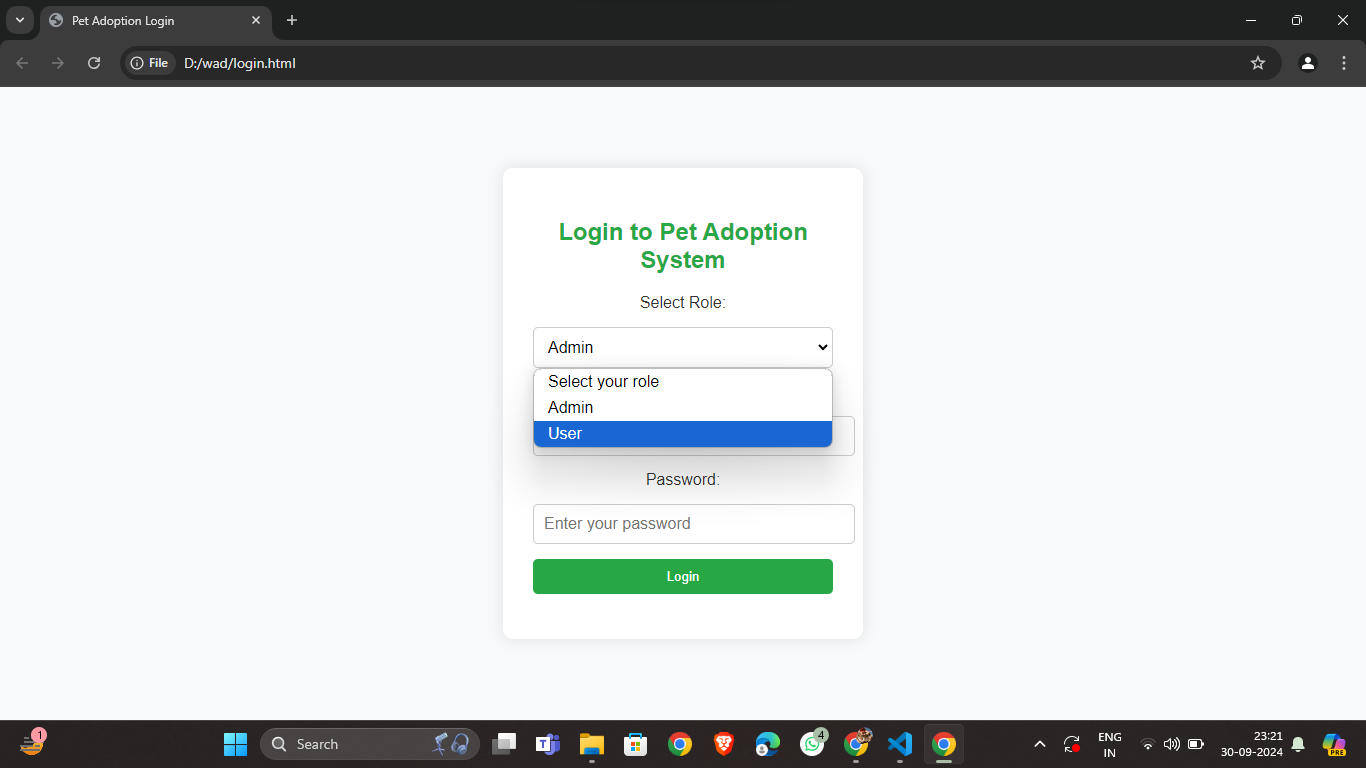 Pet Adoption Login
File
D:/wad/login.html
Login to Pet Adoption
System
Select Role:
Admin
Select your role
Admin
User
Password:
Enter your password
Login
1
Search
4
ENG
IN
23:21
30-09-2024
PRE